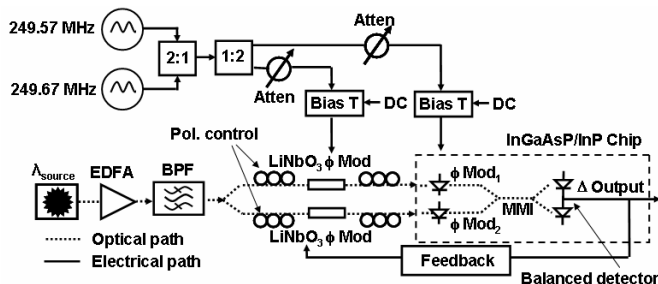 249.57 MHz
249.67 MHz
2:1
1:2
Atten
Atten
Bias T
DC
Bias T
DC
Pol. control
LiNbO₃ ϕ Mod
InGaAsP/InP Chip
λsource
EDFA
BPF
ϕ Mod₁
ϕ Mod₂
MMI
Δ Output
LiNbO₃ ϕ Mod
Optical path
Electrical path
Feedback
Balanced detector